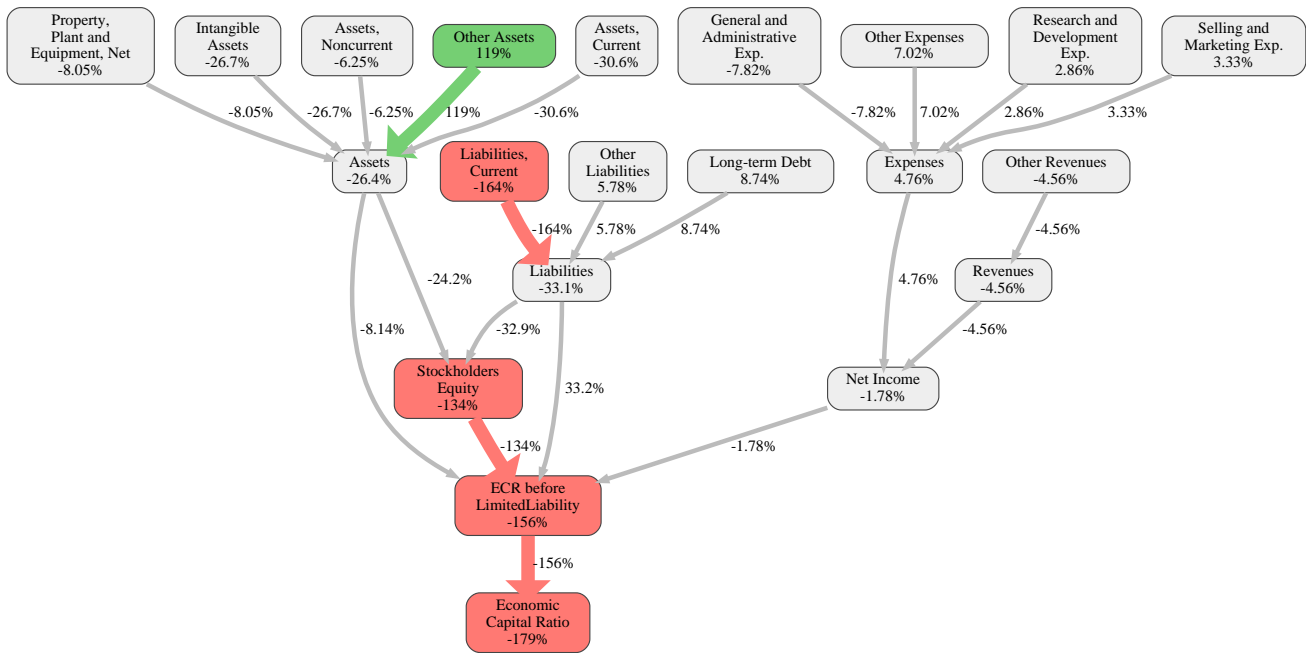 Property,
Plant and
Equipment, Net
-8.05%
Intangible
Assets
-26.7%
Assets,
Noncurrent
-6.25%
Other Assets
119%
Assets,
Current
-30.6%
General and
Administrative
Exp.
-7.82%
Other Expenses
7.02%
Research and
Development
Exp.
2.86%
Selling and
Marketing Exp.
3.33%
-8.05%
-26.7%
-6.25%
119%
-30.6%
-7.82%
7.02%
2.86%
3.33%
Assets
-26.4%
Liabilities,
Current
-164%
Other
Liabilities
5.78%
Long-term Debt
8.74%
Expenses
4.76%
Other Revenues
-4.56%
-164%
5.78%
8.74%
-4.56%
-24.2%
Liabilities
-33.1%
4.76%
Revenues
-4.56%
-8.14%
-32.9%
-4.56%
Stockholders
Equity
-134%
33.2%
Net Income
-1.78%
-134%
-1.78%
ECR before
LimitedLiability
-156%
-156%
Economic
Capital Ratio
-179%